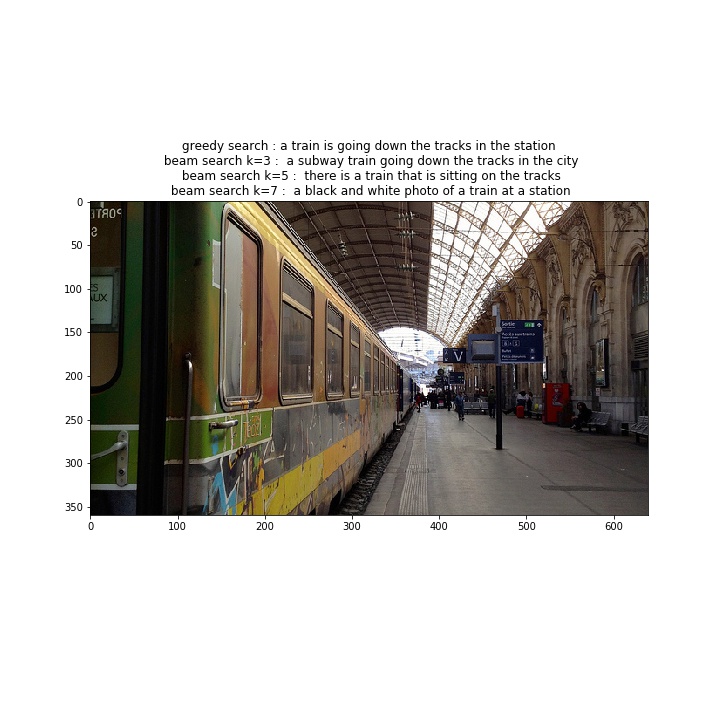 greedy search : a train is going down the tracks in the station
beam search k=3 :  a subway train going down the tracks in the city
beam search k=5 :  there is a train that is sitting on the tracks
beam search k=7 :  a black and white photo of a train at a station
0
50
100
150
200
250
300
350
AUX
V
Sortie
0 100 200 300 400 500 600